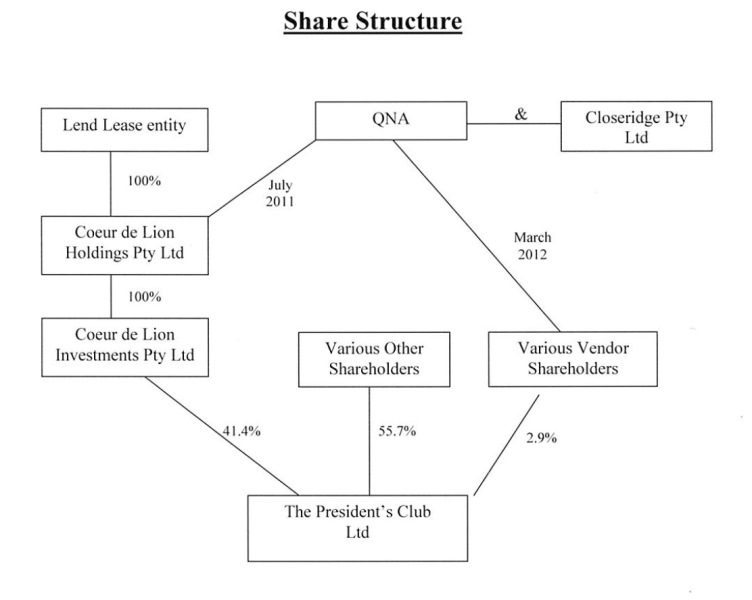 Share Structure
Lend Lease entity
QNA
&
Closeridge Pty
Ltd
100%
July
2011
Coeur de Lion
Holdings Pty Ltd
March
2012
100%
Coeur de Lion
Investments Pty Ltd
Various Other
Shareholders
Various Vendor
Shareholders
41.4%
55.7%
2.9%
The President's Club
Ltd